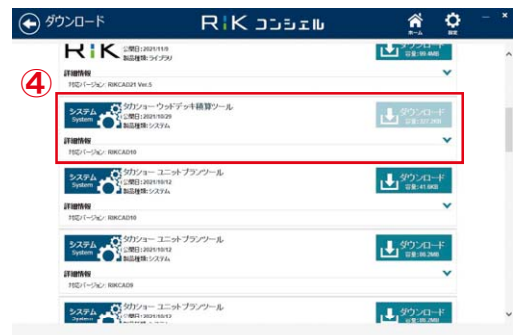 ダウンロード
RIK コンシェル
ホーム
設定
RIK
公開日:2021/11/8
製品種類:ライブラリ
ダウンロード
容量:99.4MB
詳細情報
対応バージョン: RIKCAD21 Ver.5
④
システム
System
タカショー ウッドデッキ積算ツール
公開日:2021/10/29
製品種類:システム
ダウンロード
詳細情報
対応バージョン: RIKCAD10
システム
System
タカショー ユニットプランツール
公開日:2021/10/12
製品種類:システム
ダウンロード
容量:41.6MB
詳細情報
対応バージョン: RIKCAD10
システム
System
タカショー ユニットプランツール
公開日:2021/10/12
製品種類:システム
ダウンロード
容量:86.2MB
詳細情報
対応バージョン: RIKCAD9
システム
System
タカショー ユニットプランツール
ダウンロード